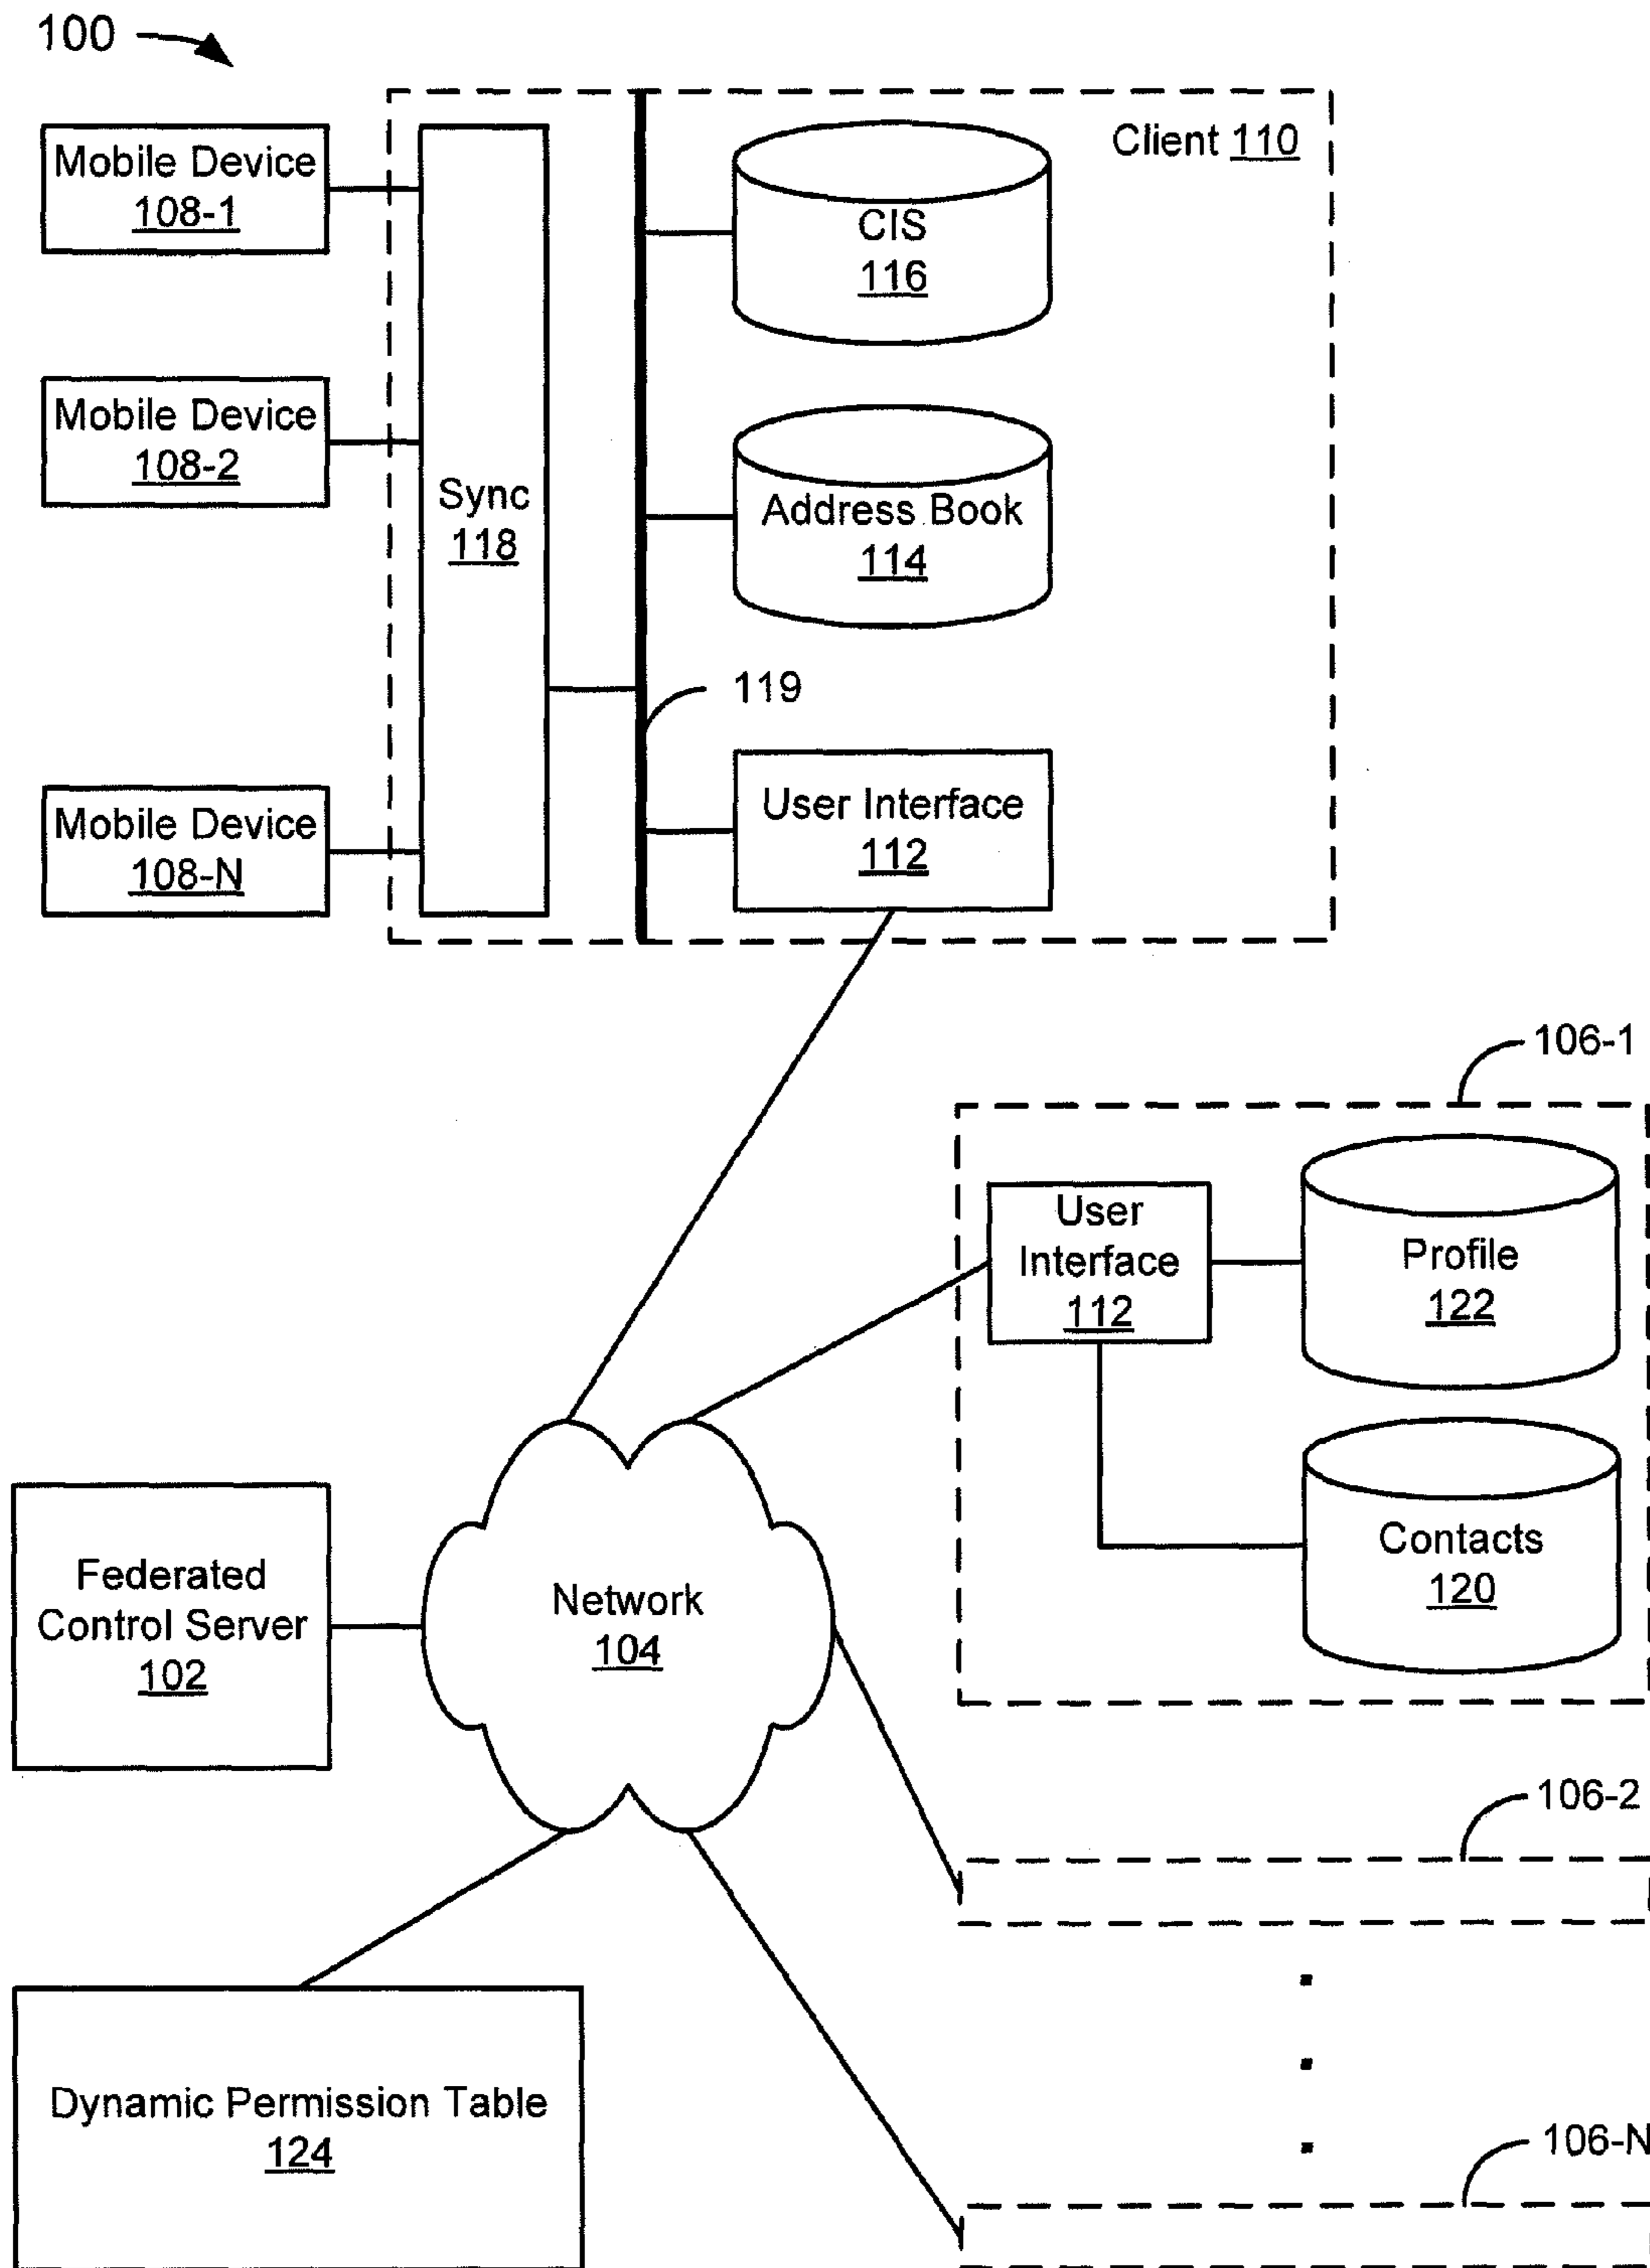 100
Mobile Device
108-1
Mobile Device
108-2
Mobile Device
108-N
Sync
118
Client 110
CIS
116
Address Book
114
119
User Interface
112
106-1
User
Interface
112
Profile
122
Contacts
120
Federated
Control Server
102
Network
104
106-2
Dynamic Permission Table
124
106-N